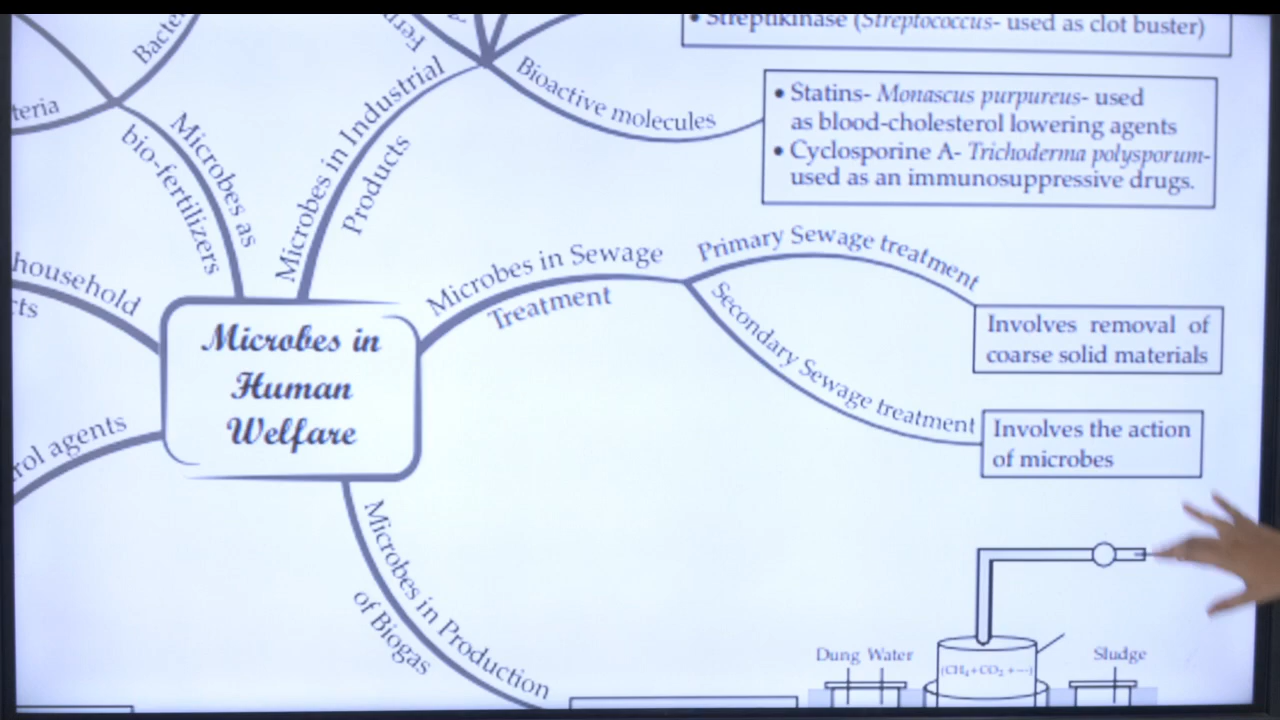 • Streptikinase (Streptococcus- used as clot buster)
Bioactive molecules
• Statins- Monascus purpureus- used
as blood-cholesterol lowering agents
• Cyclosporine A- Trichoderma polysporum-
used as an immunosuppressive drugs.
Microbes as
bio-fertilizers
Microbes in Industrial
Products
Microbes in Sewage
Treatment
Primary Sewage treatment
Involves removal of
coarse solid materials
Secondary Sewage treatment
Involves the action
of microbes
household
Microbes in
Human
Welfare
agents
Microbes in Production
of Biogas
Dung Water
Sludge
(CH₄+CO₂+---)